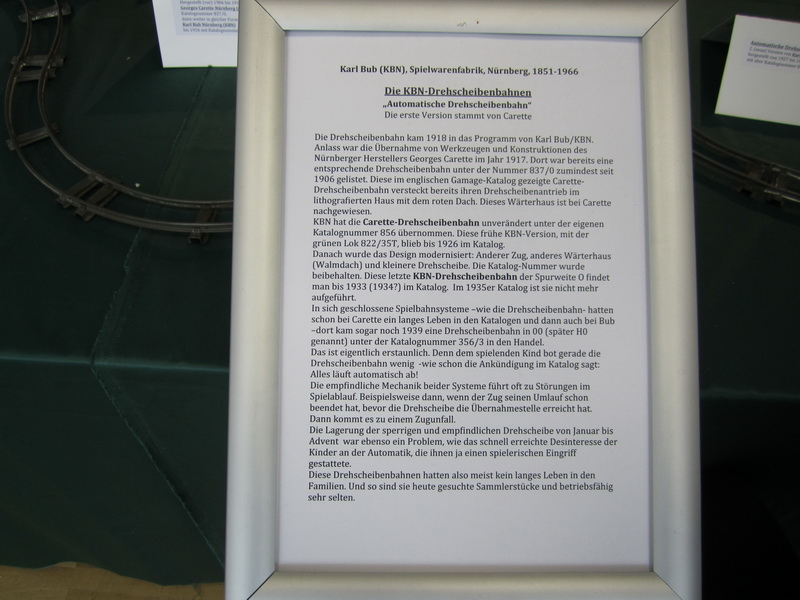 Georges Carette Nürnberg
Karl Bub Nürnberg (KBN)
Karl Bub (KBN), Spielwarenfabrik, Nürnberg, 1851-1966
Die KBN-Drehscheibenbahnen
„Automatische Drehscheibenbahn"
Die erste Version stammt von Carette
Die Drehscheibenbahn kam 1918 in das Programm von Karl Bub/KBN.
Anlass war die Übernahme von Werkzeugen und Konstruktionen des
Nürnberger Herstellers Georges Carette im Jahr 1917. Dort war bereits eine
entsprechende Drehscheibenbahn unter der Nummer 837/0 zumindest seit
1906 gelistet. Diese im englischen Gamage-Katalog gezeigte Carette-
Drehscheibenbahn versteckt bereits ihren Drehscheibenantrieb im
lithografierten Haus mit dem roten Dach. Dieses Wärterhaus ist bei Carette
nachgewiesen.
KBN hat die Carette-Drehscheibenbahn unverändert unter der eigenen
Katalognummer 856 übernommen. Diese frühe KBN-Version, mit der
grünen Lok 822/35T, blieb bis 1926 im Katalog.
Danach wurde das Design modernisiert: Anderer Zug, anderes Wärterhaus
(Walmdach) und kleinere Drehscheibe. Die Katalog-Nummer wurde
beibehalten. Diese letzte KBN-Drehscheibenbahn der Spurweite 0 findet
man bis 1933 (1934?) im Katalog. Im 1935er Katalog ist sie nicht mehr
aufgeführt.
In sich geschlossene Spielbahnsysteme –wie die Drehscheibenbahn- hatten
schon bei Carette ein langes Leben in den Katalogen und dann auch bei Bub
–dort kam sogar noch 1939 eine Drehscheibenbahn in 00 (später H0
genannt) unter der Katalognummer 356/3 in den Handel.
Das ist eigentlich erstaunlich. Denn dem spielenden Kind bot gerade die
Drehscheibenbahn wenig -wie schon die Ankündigung im Katalog sagt:
Alles läuft automatisch ab!
Die empfindliche Mechanik beider Systeme führt oft zu Störungen im
Spielablauf. Beispielsweise dann, wenn der Zug seinen Umlauf schon
beendet hat, bevor die Drehscheibe die Übernahmestelle erreicht hat.
Dann kommt es zu einem Zugunfall.
Die Lagerung der sperrigen und empfindlichen Drehscheibe von Januar bis
Advent war ebenso ein Problem, wie das schnell erreichte Desinteresse der
Kinder an der Automatik, die ihnen ja einen spielerischen Eingriff
gestattete.
Diese Drehscheibenbahnen hatten also meist kein langes Leben in den
Familien. Und so sind sie heute gesuchte Sammlerstücke und betriebsfähig
sehr selten.
Automatische